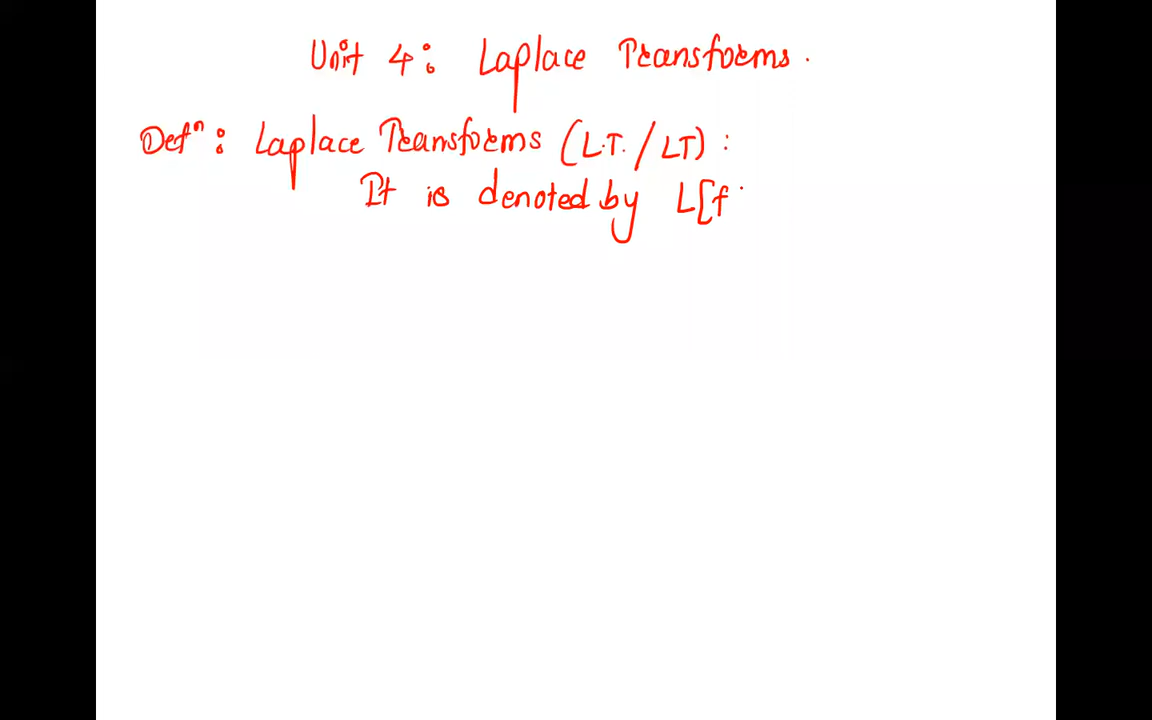 Unit 4: Laplace Transforms.
Defⁿ: Laplace Transforms (L.T./LT):
It is denoted by L[f